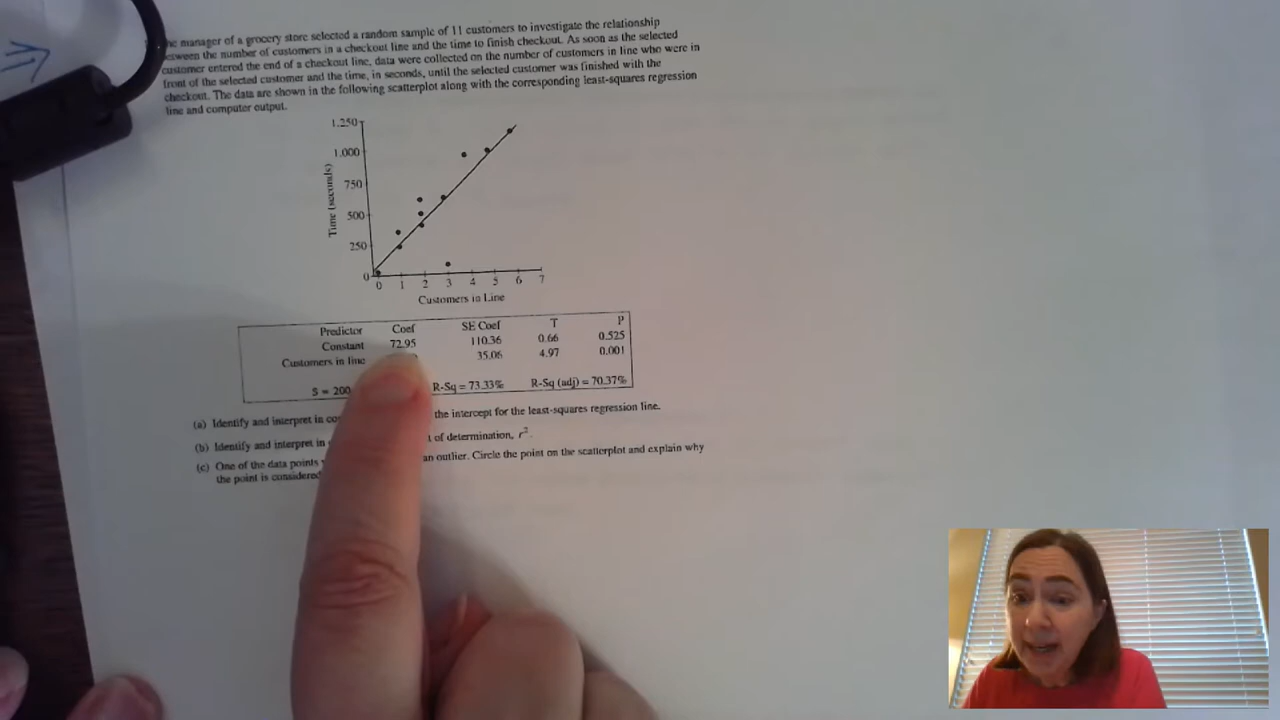 he manager of a grocery store selected a random sample of 11 customers to investigate the relationship
between the number of customers in a checkout line and the time to finish checkout. As soon as the selected
customer entered the end of a checkout line, data were collected on the number of customers in line who were in
front of the selected customer and the time, in seconds, until the selected customer was finished with the
checkout. The data are shown in the following scatterplot along with the corresponding least-squares regression
line and computer output.
1,250
1,000
750
500
250
0
Time (seconds)
0 1 2 3 4 5 6 7
Customers in Line
Predictor Coef SE Coef T P
Constant 72.95 110.36 0.66 0.525
Customers in line 35.06 4.97 0.001
S = 200 R-Sq = 73.33% R-Sq (adj) = 70.37%
(a) Identify and interpret in co the intercept for the least-squares regression line.
(b) Identify and interpret in t of determination, r².
(c) One of the data points an outlier. Circle the point on the scatterplot and explain why
the point is considered